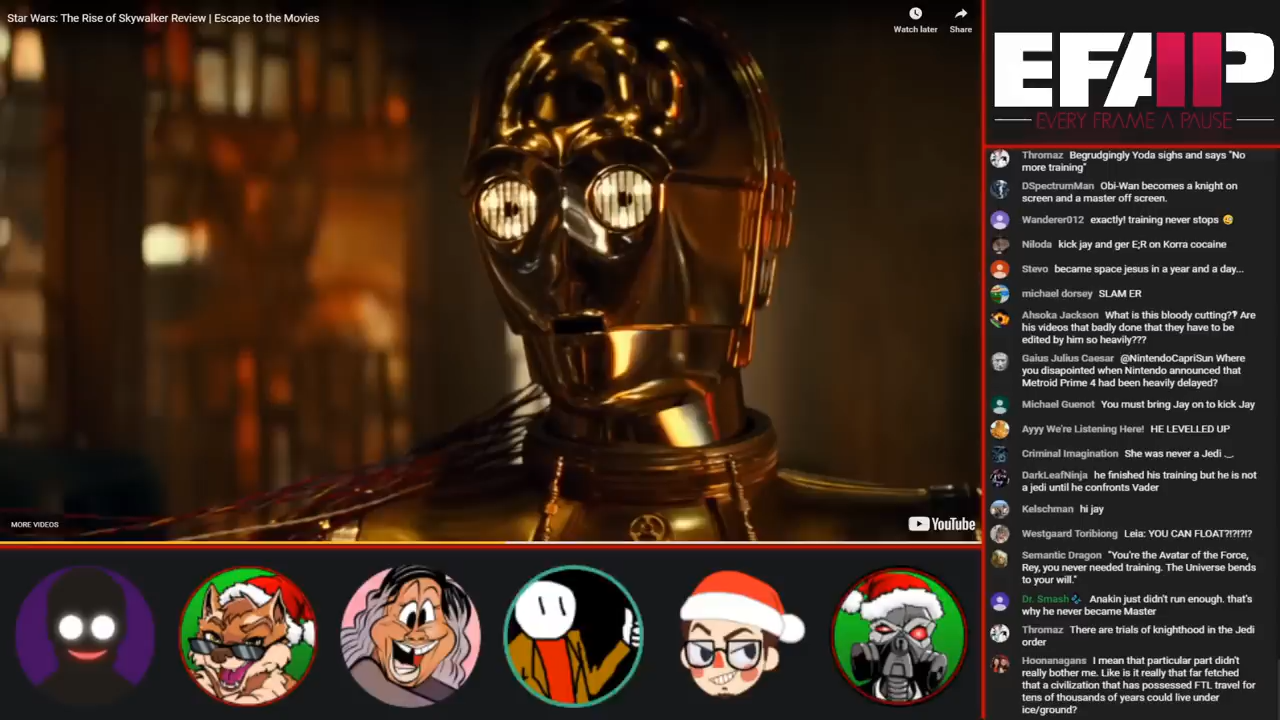 Star Wars: The Rise of Skywalker Review | Escape to the Movies
Watch later
Share
MORE VIDEOS
YouTube
EFAP
EVERY FRAME A PAUSE
Thromaz Begrudgingly Yoda sighs and says "No
more training"
DSpectrumMan Obi-Wan becomes a knight on
screen and a master off screen.
Wanderer012 exactly! training never stops 🥲
Niloda kick jay and ger E;R on Korra cocaine
Stevo became space jesus in a year and a day...
michael dorsey SLAM ER
Ahsoka Jackson What is this bloody cutting?‽ Are
his videos that badly done that they have to be
edited by him so heavily???
Gaius Julius Caesar @NintendoCapriSun Where
you disapointed when Nintendo announced that
Metroid Prime 4 had been heavily delayed?
Michael Guenot You must bring Jay on to kick Jay
Ayyy We're Listening Here! HE LEVELLED UP
Criminal Imagination She was never a Jedi ._.
DarkLeafNinja he finished his training but he is not
a jedi until he confronts Vader
Kelschman hi jay
Westgaard Toribiong Leia: YOU CAN FLOAT?!?!?!?
Semantic Dragon "You're the Avatar of the Force,
Rey, you never needed training. The Universe bends
to your will."
Dr. Smash Anakin just didn't run enough. that's
why he never became Master
Thromaz There are trials of knighthood in the Jedi
order
Hoonanagans I mean that particular part didn't
really bother me. Like is it really that far fetched
that a civilization that has possessed FTL travel for
tens of thousands of years could live under
ice/ground?